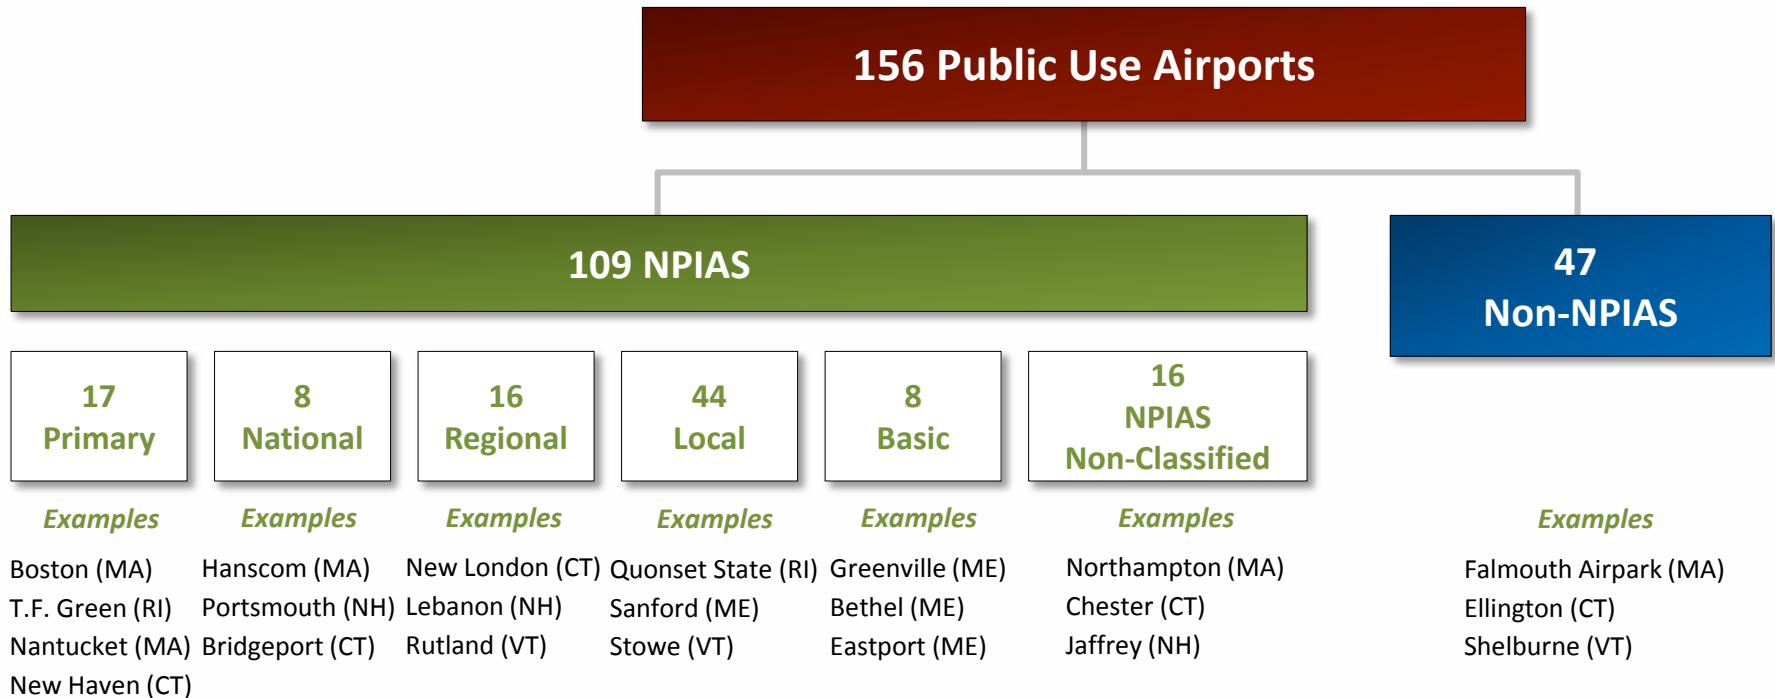 156 Public Use Airports
109 NPIAS
47
Non-NPIAS
17
Primary
8
National
16
Regional
44
Local
8
Basic
16
NPIAS
Non-Classified
Examples
Boston (MA)
T.F. Green (RI)
Nantucket (MA)
New Haven (CT)
Examples
Hanscom (MA)
Portsmouth (NH)
Bridgeport (CT)
Examples
New London (CT)
Lebanon (NH)
Rutland (VT)
Examples
Quonset State (RI)
Sanford (ME)
Stowe (VT)
Examples
Greenville (ME)
Bethel (ME)
Eastport (ME)
Examples
Northampton (MA)
Chester (CT)
Jaffrey (NH)
Examples
Falmouth Airpark (MA)
Ellington (CT)
Shelburne (VT)